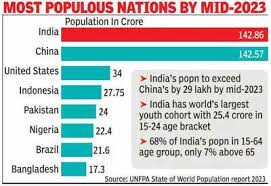 MOST POPULOUS NATIONS BY MID-2023
Population In Crore
India 142.86
China 142.57
United States 34
Indonesia 27.75
Pakistan 24
Nigeria 22.4
Brazil 21.6
Bangladesh 17.3
India's popn to exceed
China's by 29 lakh by mid-2023
India has world's largest
youth cohort with 25.4 crore in
15-24 age bracket
68% of India's popn in 15-64
age group, only 7% above 65
Source: UNFPA State of World Population report 2023